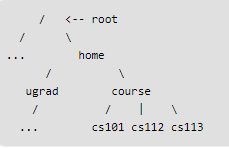 / <-- root
/ \
... home
/ \
ugrad course
/ / | \
... cs101 cs112 cs113